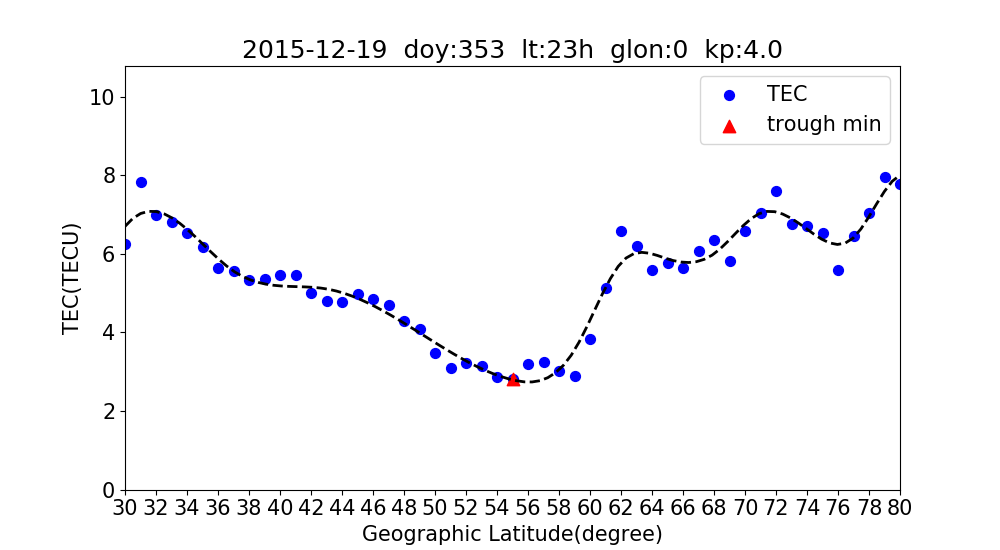 2015-12-19  doy:353  lt:23h  glon:0  kp:4.0
TEC
trough min
10
8
6
4
2
0
TEC(TECU)
30 32 34 36 38 40 42 44 46 48 50 52 54 56 58 60 62 64 66 68 70 72 74 76 78 80
Geographic Latitude(degree)